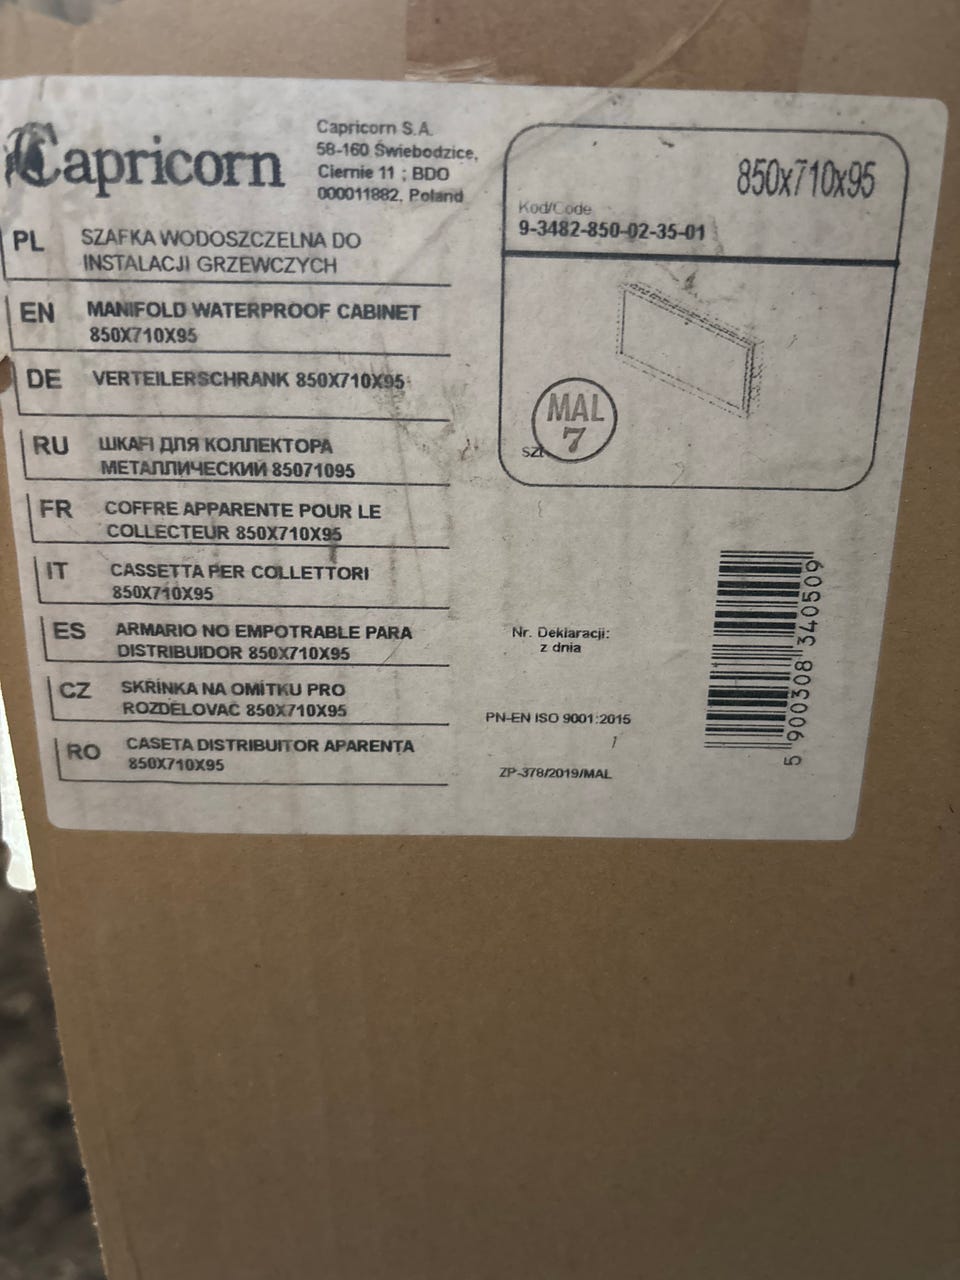 Capricorn
Capricorn S.A.
58-160 Świebodzice,
Ciernie 11 ; BDO
000011882, Poland
PL SZAFKA WODOSZCZELNA DO
INSTALACJI GRZEWCZYCH
EN MANIFOLD WATERPROOF CABINET
850X710X95
DE VERTEILERSCHRANK 850X710X95
RU ШКАFI ДЛЯ КОЛЛЕКТОРА
МЕТАЛЛИЧЕСКИЙ 85071095
FR COFFRE APPARENTE POUR LE
COLLECTEUR 850X710X95
IT CASSETTA PER COLLETTORI
850X710X95
ES ARMARIO NO EMPOTRABLE PARA
DISTRIBUIDOR 850X710X95
CZ SKRÍNKA NA OMÍTKU PRO
ROZDELOVAC 850X710X95
RO CASETA DISTRIBUITOR APARENTA
850X710X95
850x710x95
Kod/Code
9-3482-850-02-35-01
MAL
7
szt
Nr. Deklaracji:
z dnia
PN-EN ISO 9001:2015
ZP-378/2019/MAL
5 900308 340509